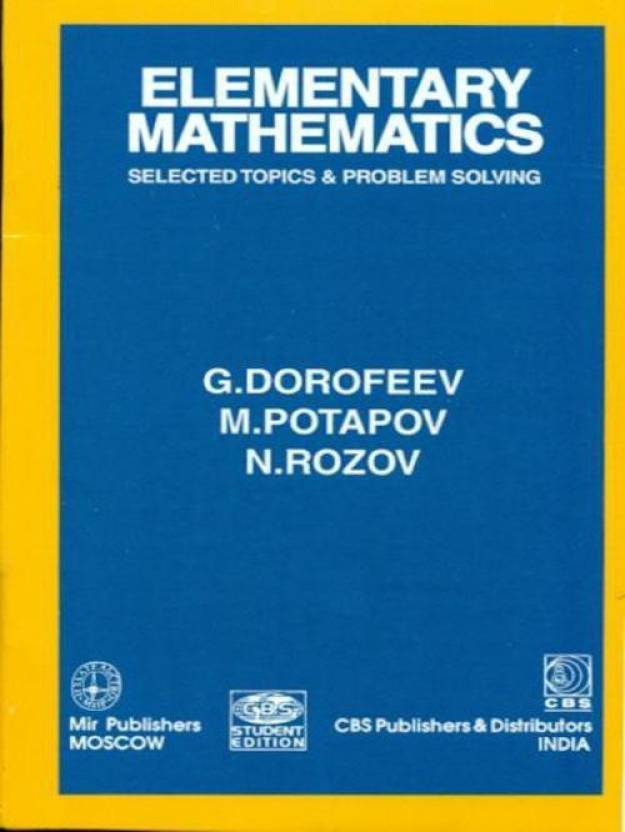 ELEMENTARY
MATHEMATICS
SELECTED TOPICS & PROBLEM SOLVING
G.DOROFEEV
M.POTAPOV
N.ROZOV
Mir Publishers
MOSCOW
CBS
STUDENT
EDITION
CBS
CBS Publishers & Distributors
INDIA